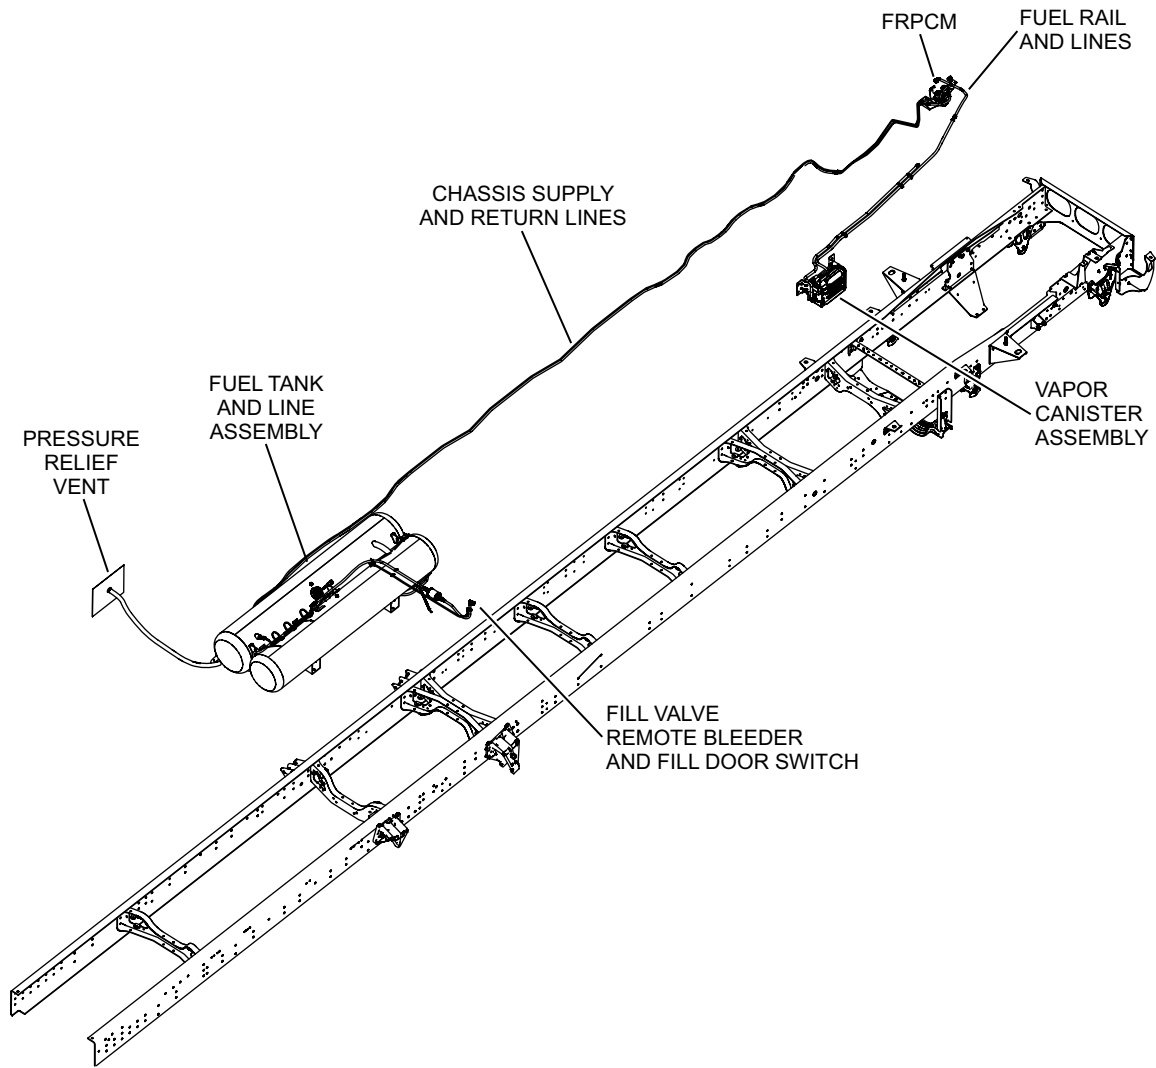 FRPCM
FUEL RAIL
AND LINES
CHASSIS SUPPLY
AND RETURN LINES
FUEL TANK
AND LINE
ASSEMBLY
PRESSURE
RELIEF
VENT
VAPOR
CANISTER
ASSEMBLY
FILL VALVE
REMOTE BLEEDER
AND FILL DOOR SWITCH